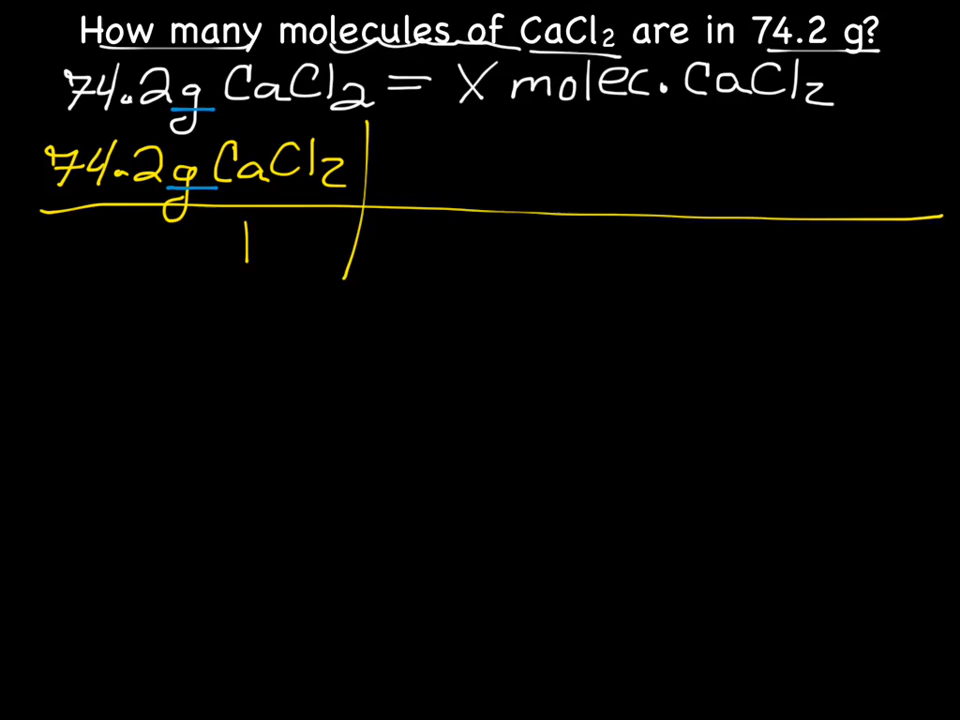 How many molecules of CaCl₂ are in 74.2 g?
74.2g CaCl₂ = X molec. CaCl₂
74.2g CaCl₂
1